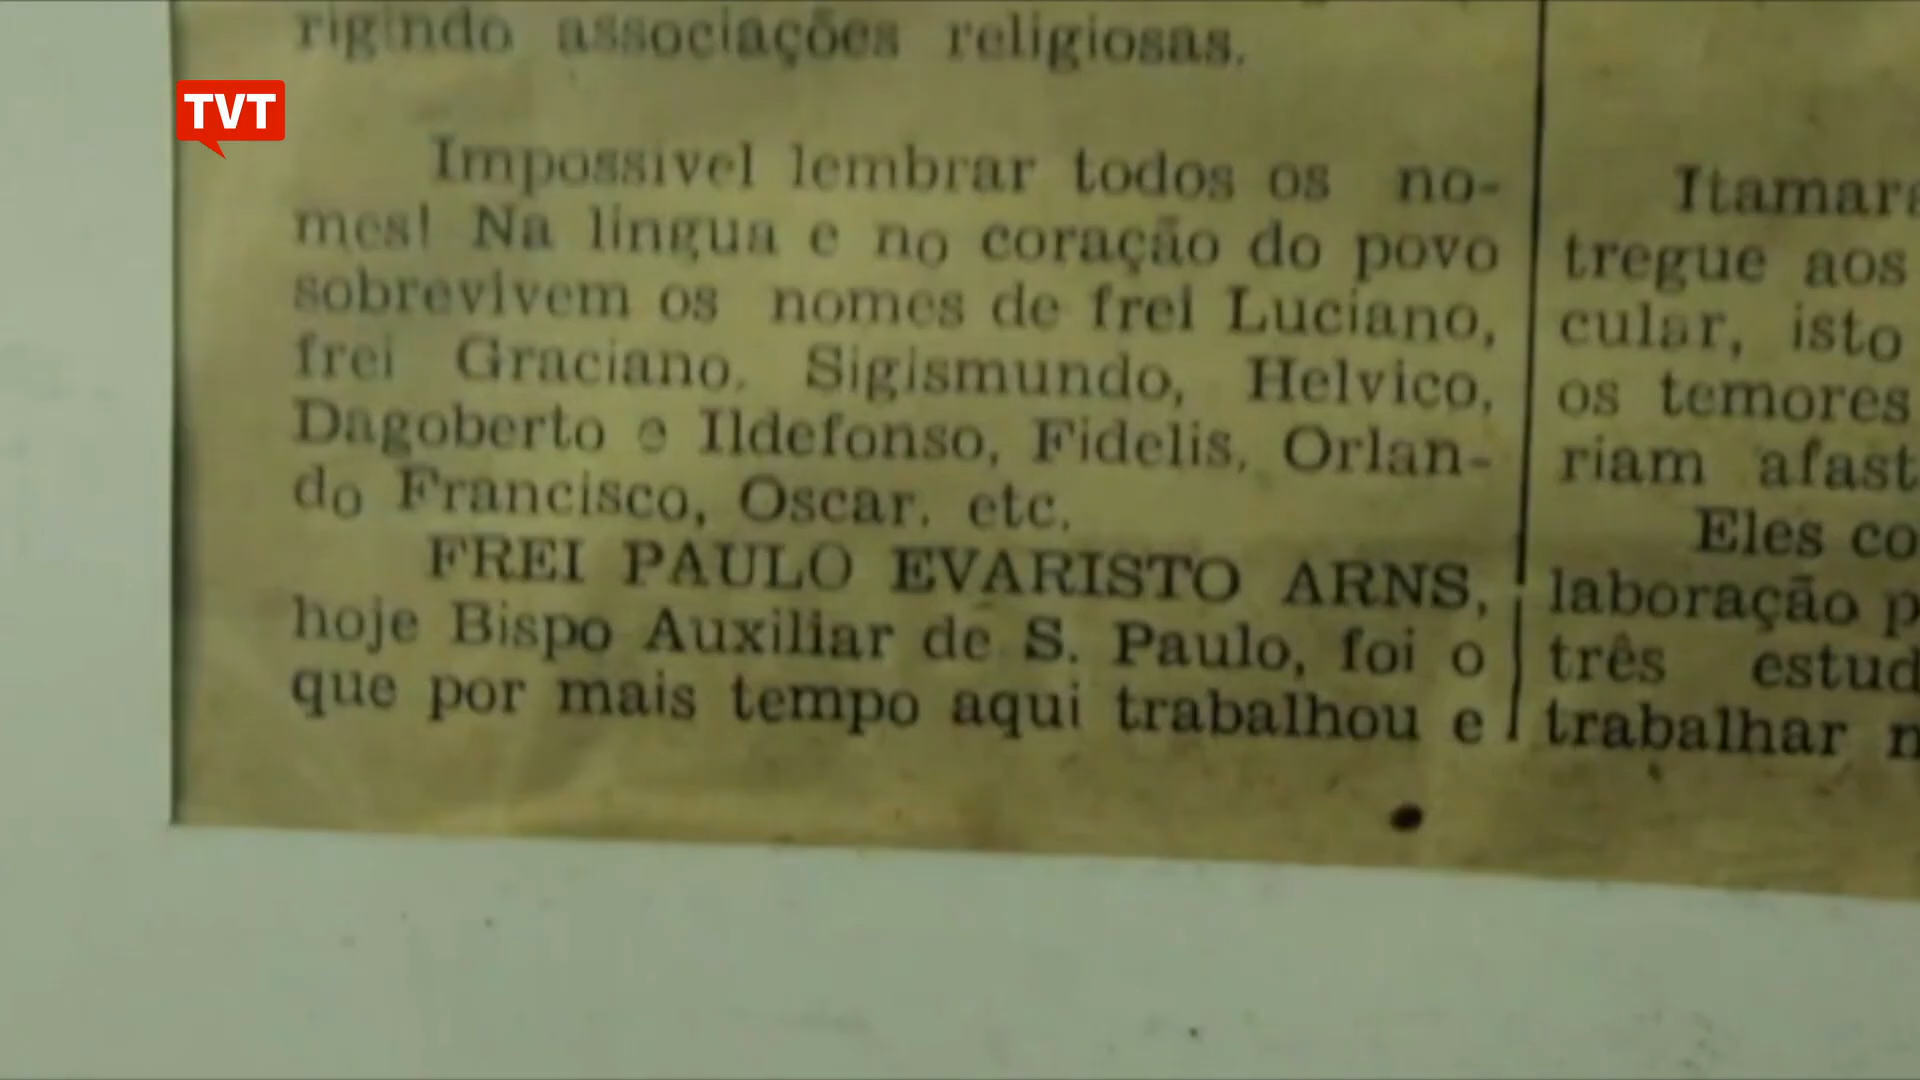 rigindo associações religiosas.
TVT
Impossivel lembrar todos os no-
mes! Na lingua e no coração do povo
sobrevivem os nomes de frei Luciano,
frei Graciano, Sigismundo, Helvico,
Dagoberto e Ildefonso, Fidelis, Orlan-
do Francisco, Oscar. etc.
FREI PAULO EVARISTO ARNS,
hoje Bispo Auxiliar de S. Paulo, foi o
que por mais tempo aqui trabalhou e
Itamara
tregue aos
cular, isto
os temores
riam afast
Eles co
laboração p
três estud
trabalhar n